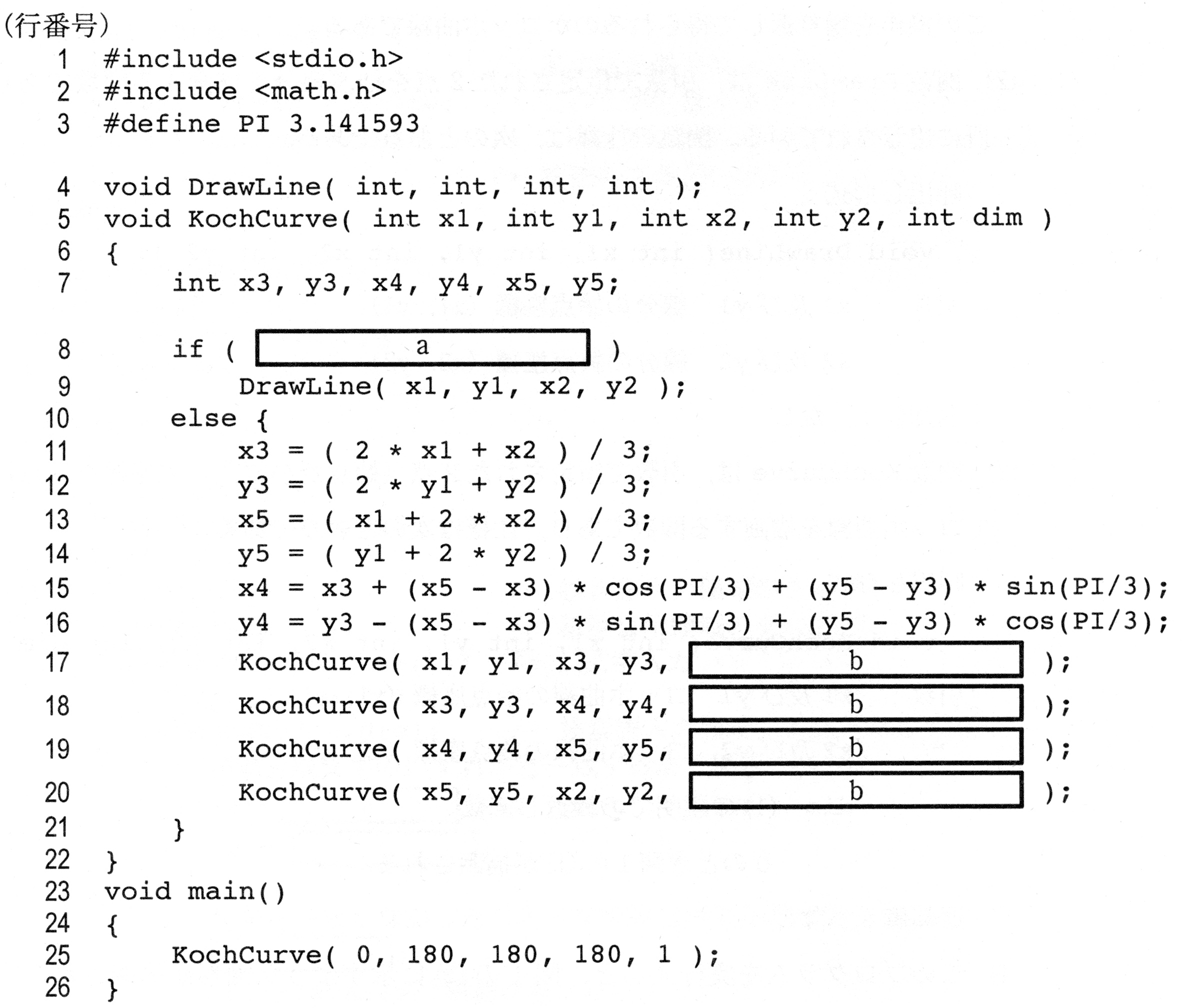 (行番号)
1 #include <stdio.h>
2 #include <math.h>
3 #define PI 3.141593
4 void DrawLine( int, int, int, int );
5 void KochCurve( int x1, int y1, int x2, int y2, int dim )
6 {
7 int x3, y3, x4, y4, x5, y5;
8 if ( a )
9 DrawLine( x1, y1, x2, y2 );
10 else {
11 x3 = ( 2 * x1 + x2 ) / 3;
12 y3 = ( 2 * y1 + y2 ) / 3;
13 x5 = ( x1 + 2 * x2 ) / 3;
14 y5 = ( y1 + 2 * y2 ) / 3;
15 x4 = x3 + (x5 - x3) * cos(PI/3) + (y5 - y3) * sin(PI/3);
16 y4 = y3 - (x5 - x3) * sin(PI/3) + (y5 - y3) * cos(PI/3);
17 KochCurve( x1, y1, x3, y3, b );
18 KochCurve( x3, y3, x4, y4, b );
19 KochCurve( x4, y4, x5, y5, b );
20 KochCurve( x5, y5, x2, y2, b );
21 }
22 }
23 void main()
24 {
25 KochCurve( 0, 180, 180, 180, 1 );
26 }